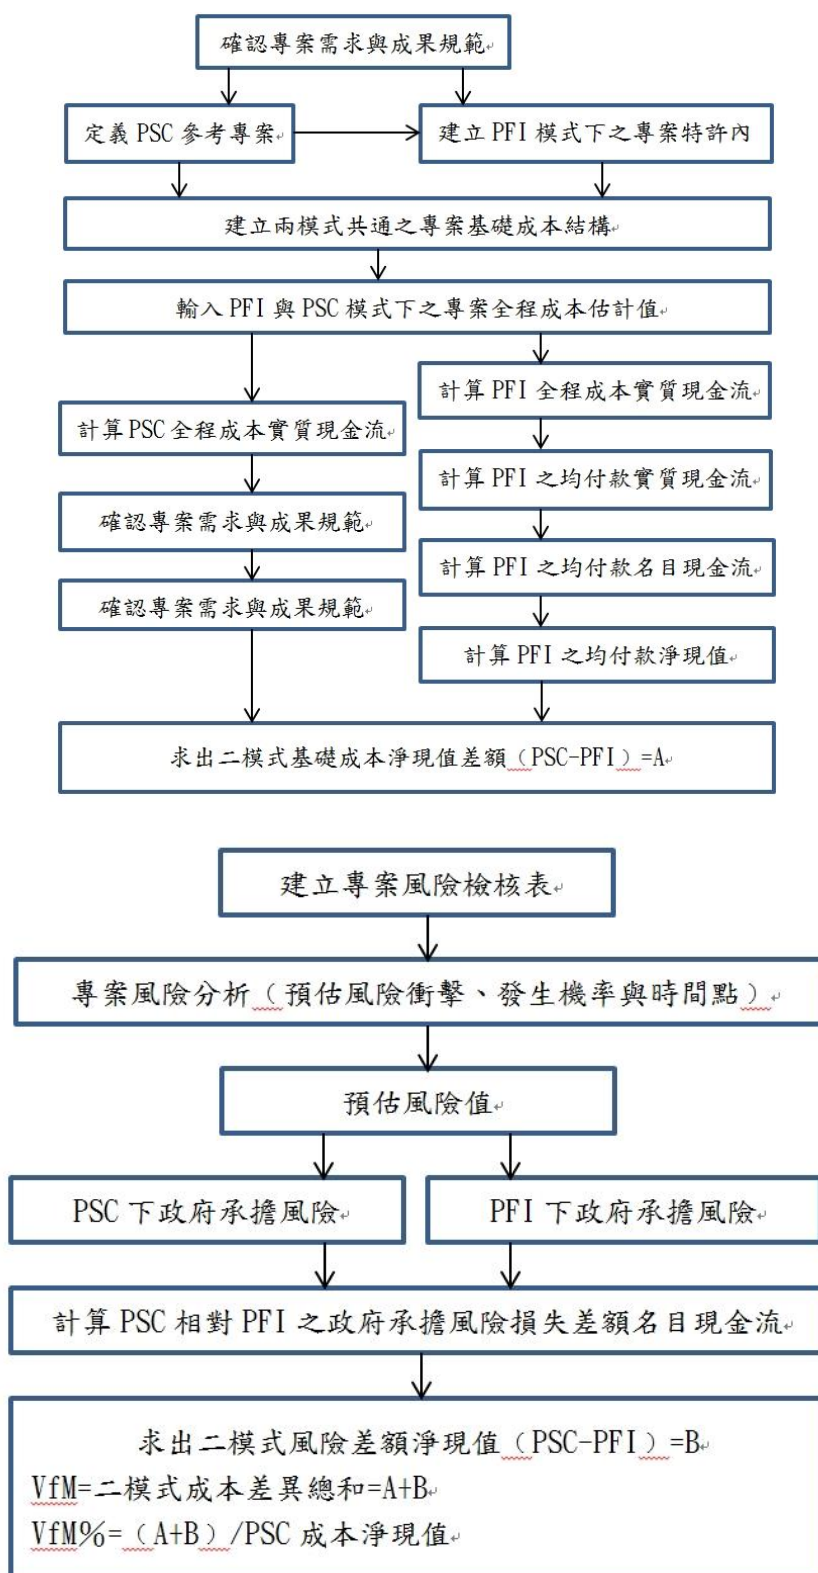 確認專案需求與成果規範
定義 PSC 參考專案
建立 PFI 模式下之專案特許內
建立兩模式共通之專案基礎成本結構
輸入 PFI 與 PSC 模式下之專案全程成本估計值
計算 PFI 全程成本實質現金流
計算 PSC 全程成本實質現金流
計算 PFI 之均付款實質現金流
確認專案需求與成果規範
計算 PFI 之均付款名目現金流
確認專案需求與成果規範
計算 PFI 之均付款淨現值
求出二模式基礎成本淨現值差額（PSC-PFI）=A
建立專案風險檢核表
專案風險分析（預估風險衝擊、發生機率與時間點）
預估風險值
PSC 下政府承擔風險
PFI 下政府承擔風險
計算 PSC 相對 PFI 之政府承擔風險損失差額名目現金流
求出二模式風險差額淨現值（PSC-PFI）=B
VfM=二模式成本差異總和=A+B
VfM%=（A+B）/PSC 成本淨現值